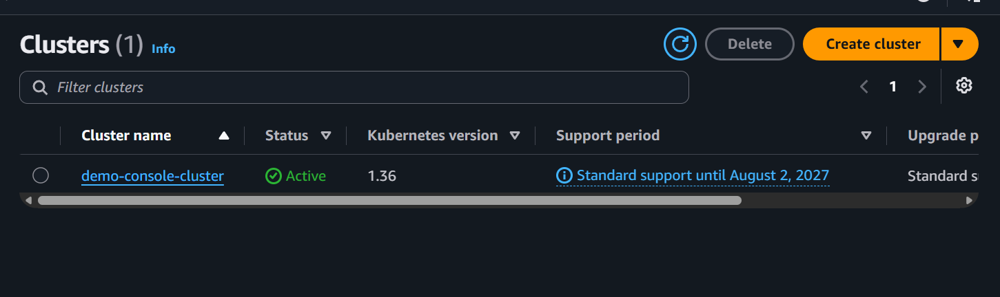 Clusters (1) Info
Delete
Create cluster
Filter clusters
1
Cluster name Status Kubernetes version Support period Upgrade p
demo-console-cluster Active 1.36 Standard support until August 2, 2027 Standard s